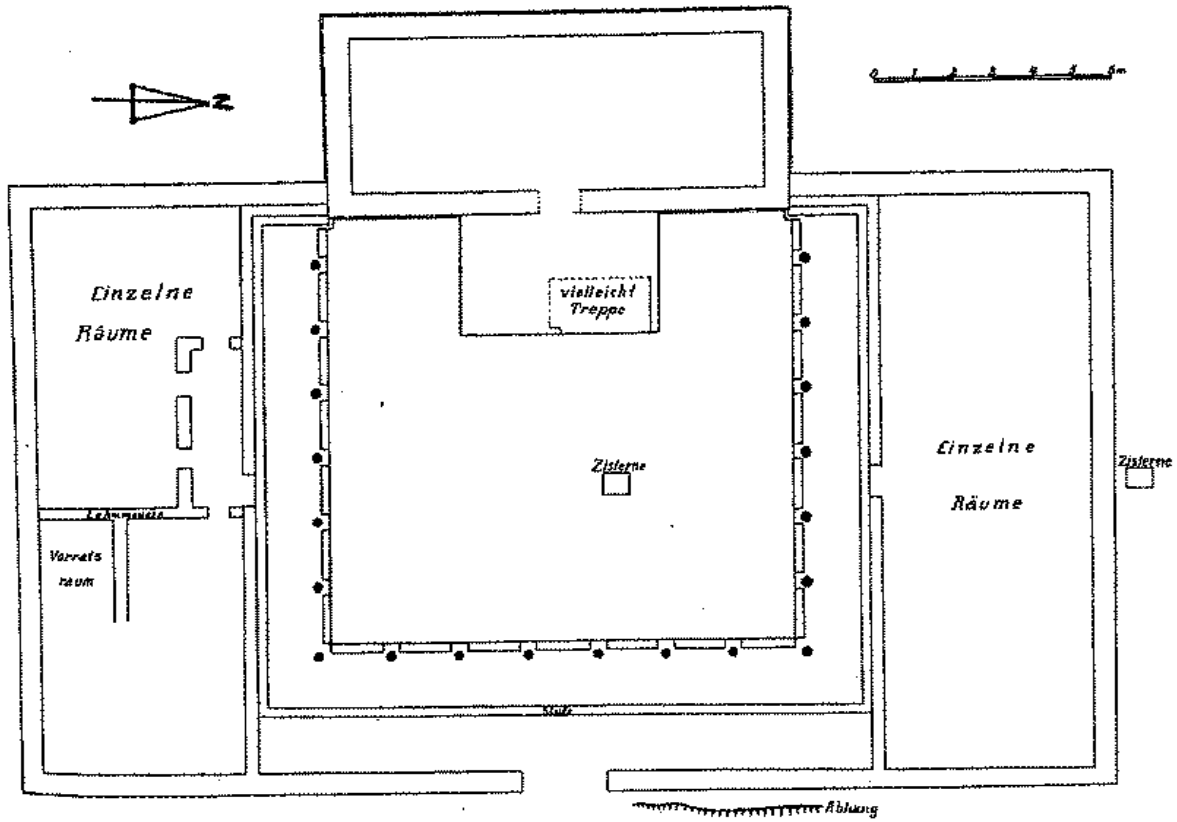 N
0 1 2 3 4 5 6m
Einzelne
Räume
vielleicht
Treppe
Zisterne
Einzelne
Räume
Zisterne
Vorrats
raum
Stufe
Abhang